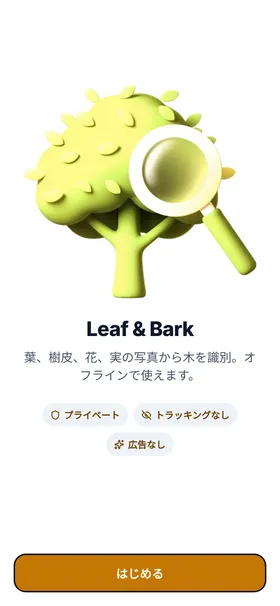 Leaf & Bark
葉、樹皮、花、実の写真から木を識別。オ
フラインで使えます。
プライベート
トラッキングなし
広告なし
はじめる